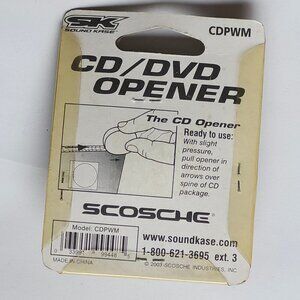 SK
SOUND KASE
CDPWM
CD/DVD
OPENER
The CD Opener
Ready to use:
With slight
pressure,
pull opener in
direction of
arrows over
spine of CD
package.
SCOSCHE
Model: CDPWM
www.soundkase.com
1-800-621-3695 ext. 3
MADE IN CHINA
© 2003 SCOSCHE INDUSTRIES, INC.